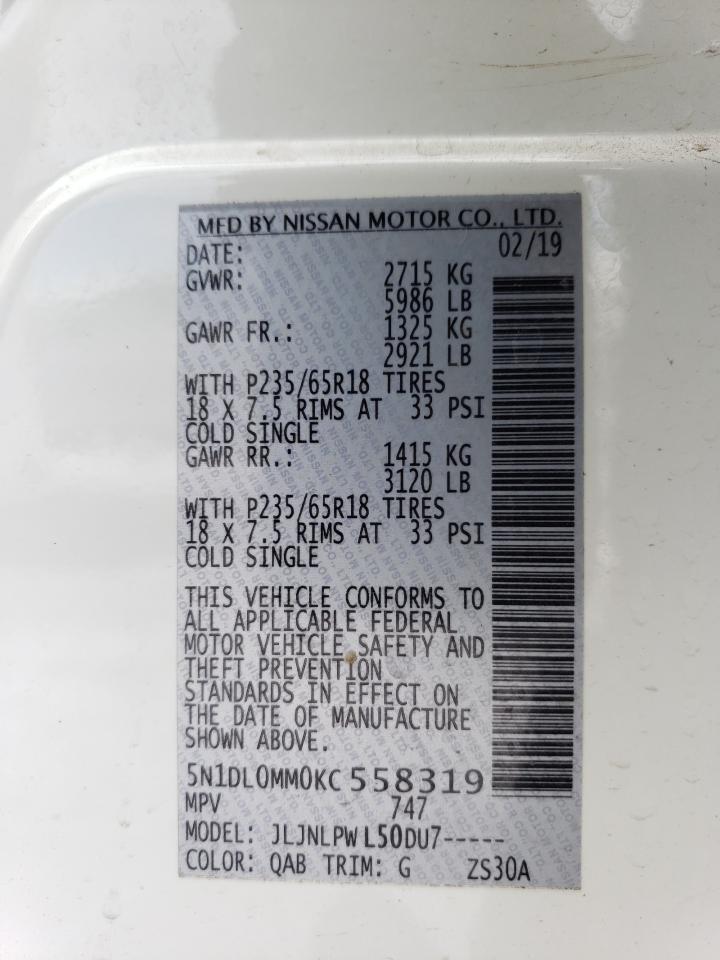 MFD BY NISSAN MOTOR CO., LTD.
DATE: 02/19
GVWR: 2715 KG
5986 LB
GAWR FR.: 1325 KG
2921 LB
WITH P235/65R18 TIRES
18 X 7.5 RIMS AT 33 PSI
COLD SINGLE
GAWR RR.: 1415 KG
3120 LB
WITH P235/65R18 TIRES
18 X 7.5 RIMS AT 33 PSI
COLD SINGLE
THIS VEHICLE CONFORMS TO
ALL APPLICABLE FEDERAL
MOTOR VEHICLE SAFETY AND
THEFT PREVENTION
STANDARDS IN EFFECT ON
THE DATE OF MANUFACTURE
SHOWN ABOVE.
5N1DL0MM0KC558319
MPV 747
MODEL: JLJNLPW L50DU7-----
COLOR: QAB TRIM: G ZS30A